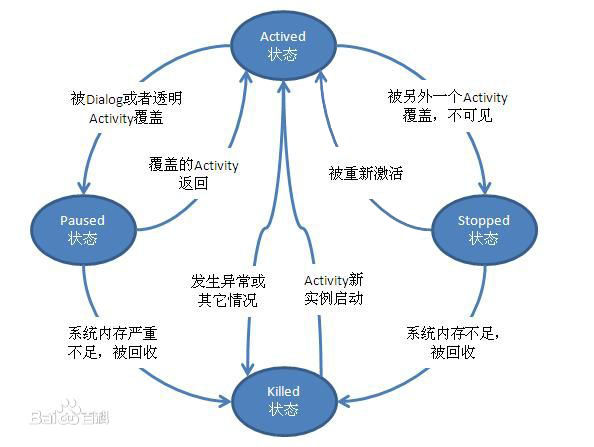 Actived
状态
被Dialog或者透明
Activity覆盖
被另外一个Activity
覆盖，不可见
覆盖的Activity
返回
被重新激活
Paused
状态
Stopped
状态
发生异常或
其它情况
Activity新
实例启动
系统内存严重
不足，被回收
系统内存不足，
被回收
Killed
状态
Bai百科